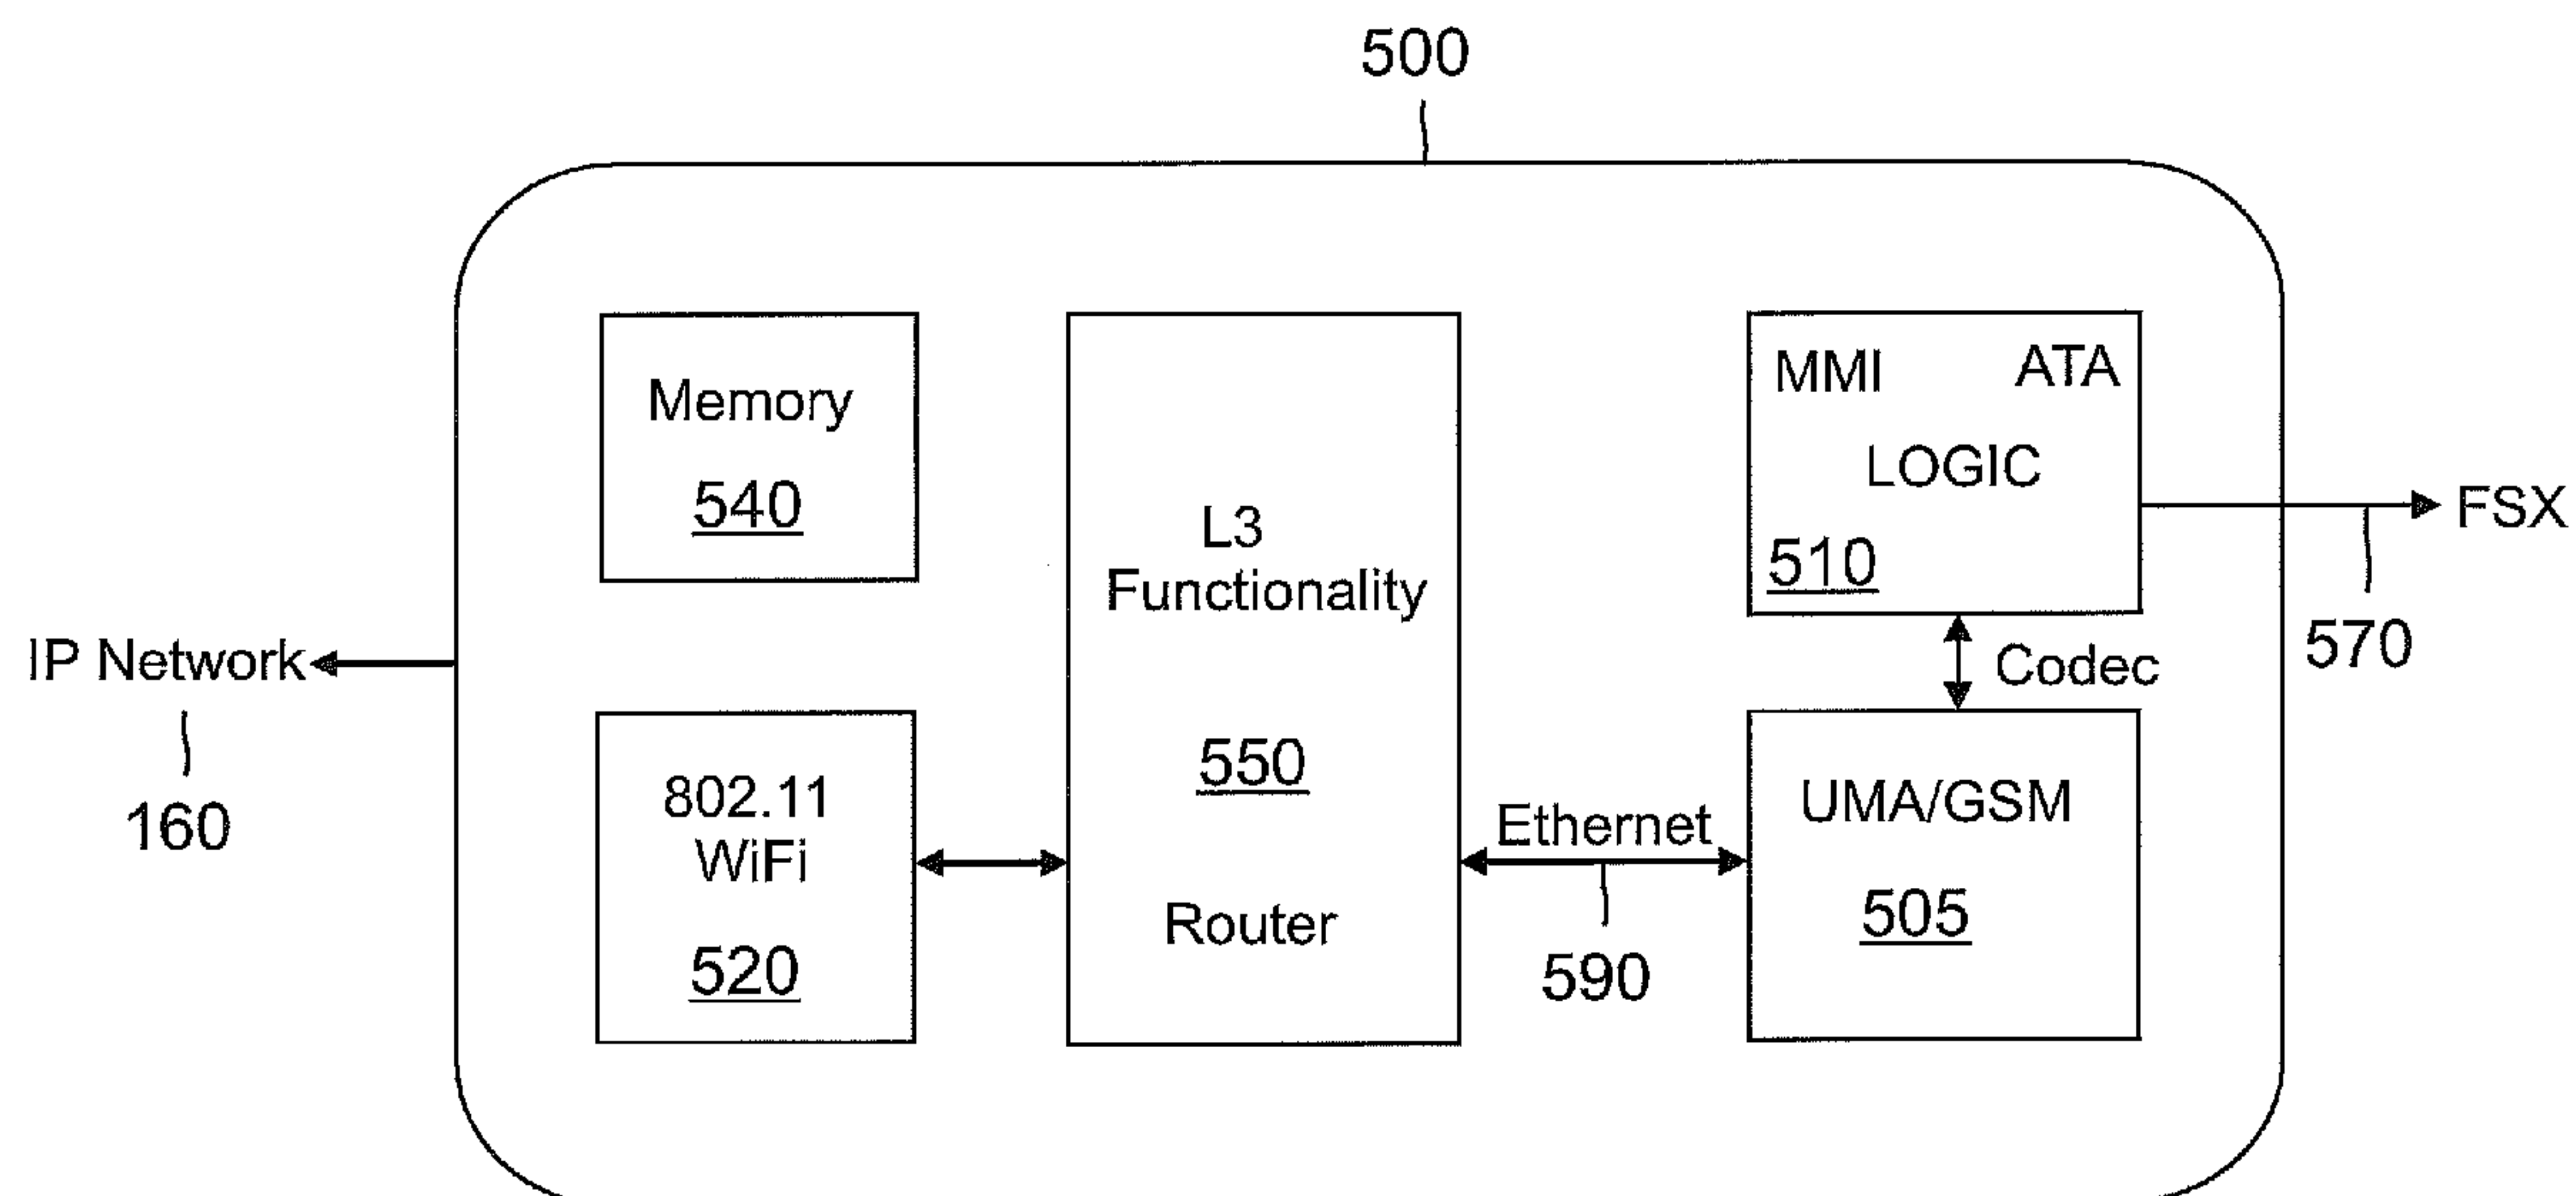 500
Memory
540
L3
Functionality
550
Router
MMI ATA
LOGIC
510
FSX
570
IP Network
160
Codec
802.11
WiFi
520
Ethernet
590
UMA/GSM
505